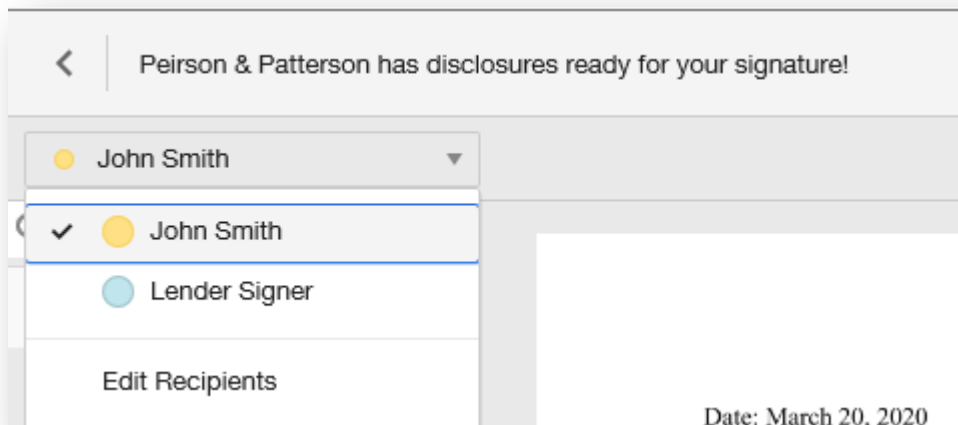 Peirson & Patterson has disclosures ready for your signature!
John Smith
John Smith
Lender Signer
Edit Recipients
Date: March 20, 2020